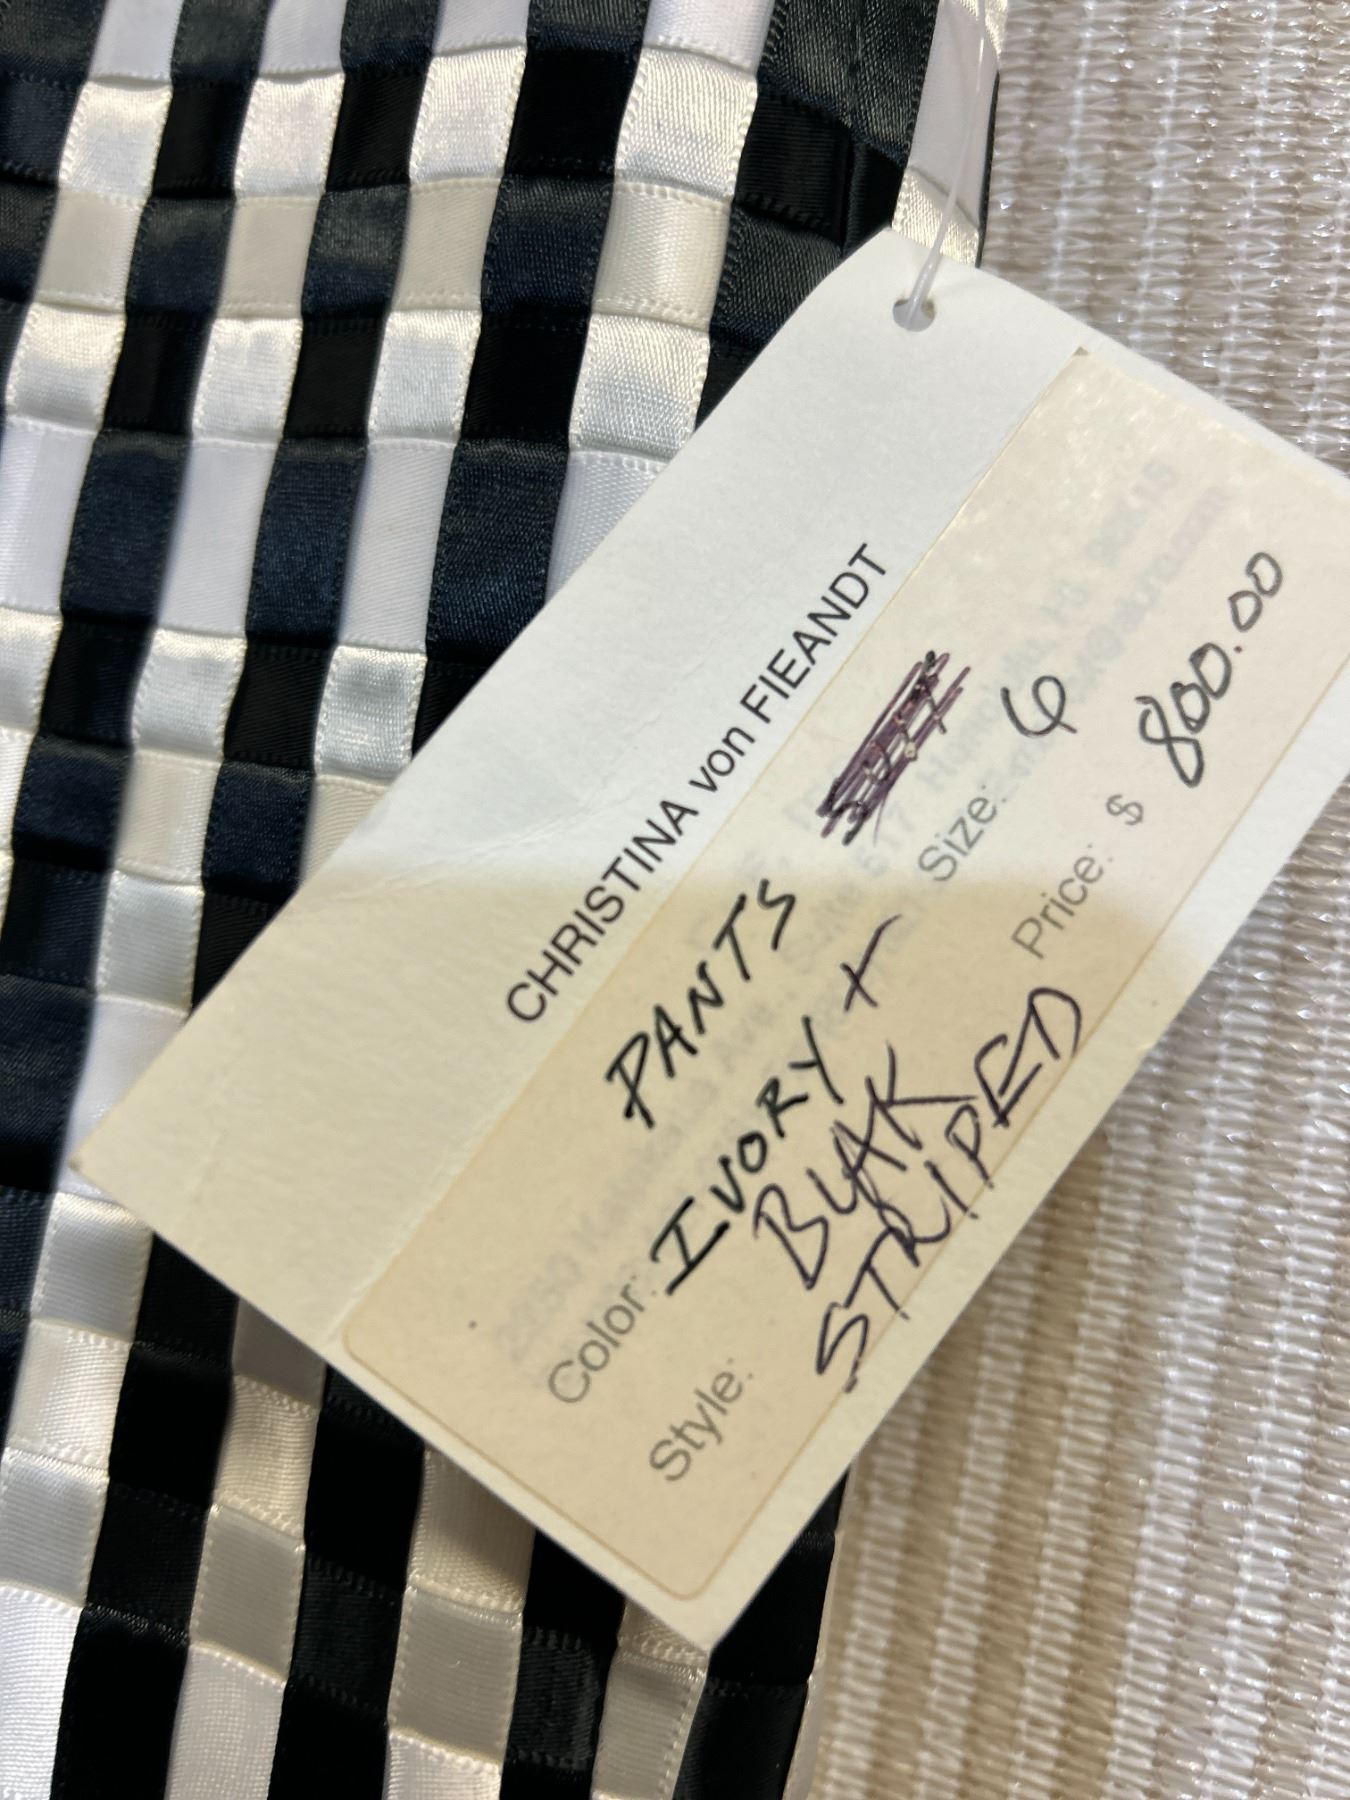 CHRISTINA von FIEANDT
PANTS
Color: IVORY +
BLAK
Style: STRIPED
Size: 6
Price: $ 800.00